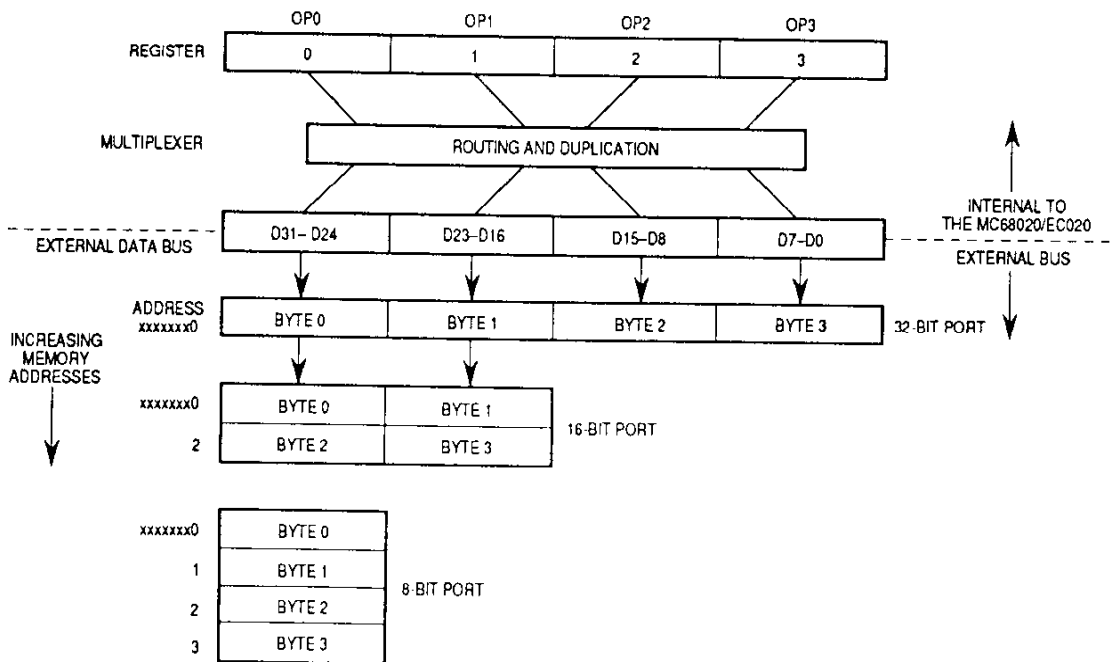 OP0 OP1 OP2 OP3
REGISTER 0 1 2 3
MULTIPLEXER ROUTING AND DUPLICATION
INTERNAL TO
THE MC68020/EC020
D31–D24 D23–D16 D15–D8 D7–D0
EXTERNAL DATA BUS
EXTERNAL BUS
ADDRESS
xxxxxxx0 BYTE 0 BYTE 1 BYTE 2 BYTE 3 32-BIT PORT
INCREASING
MEMORY
ADDRESSES
xxxxxxx0 BYTE 0 BYTE 1
16-BIT PORT
2 BYTE 2 BYTE 3
xxxxxxx0 BYTE 0
1 BYTE 1
8-BIT PORT
2 BYTE 2
3 BYTE 3